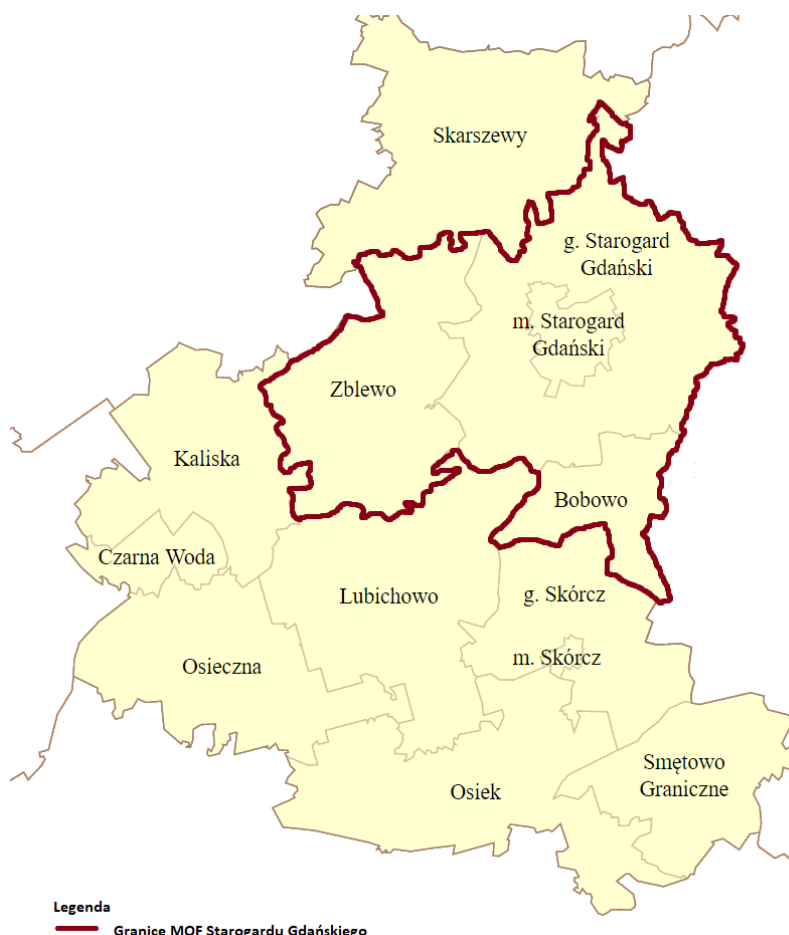 Skarszewy
g. Starogard
Gdański
m. Starogard
Gdański
Zblewo
Kaliska
Bobowo
Czarna Woda
Lubichowo
g. Skórcz
m. Skórcz
Osieczna
Smętowo
Graniczne
Osiek
Legenda
Granice MOF Starogardu Gdańskiego